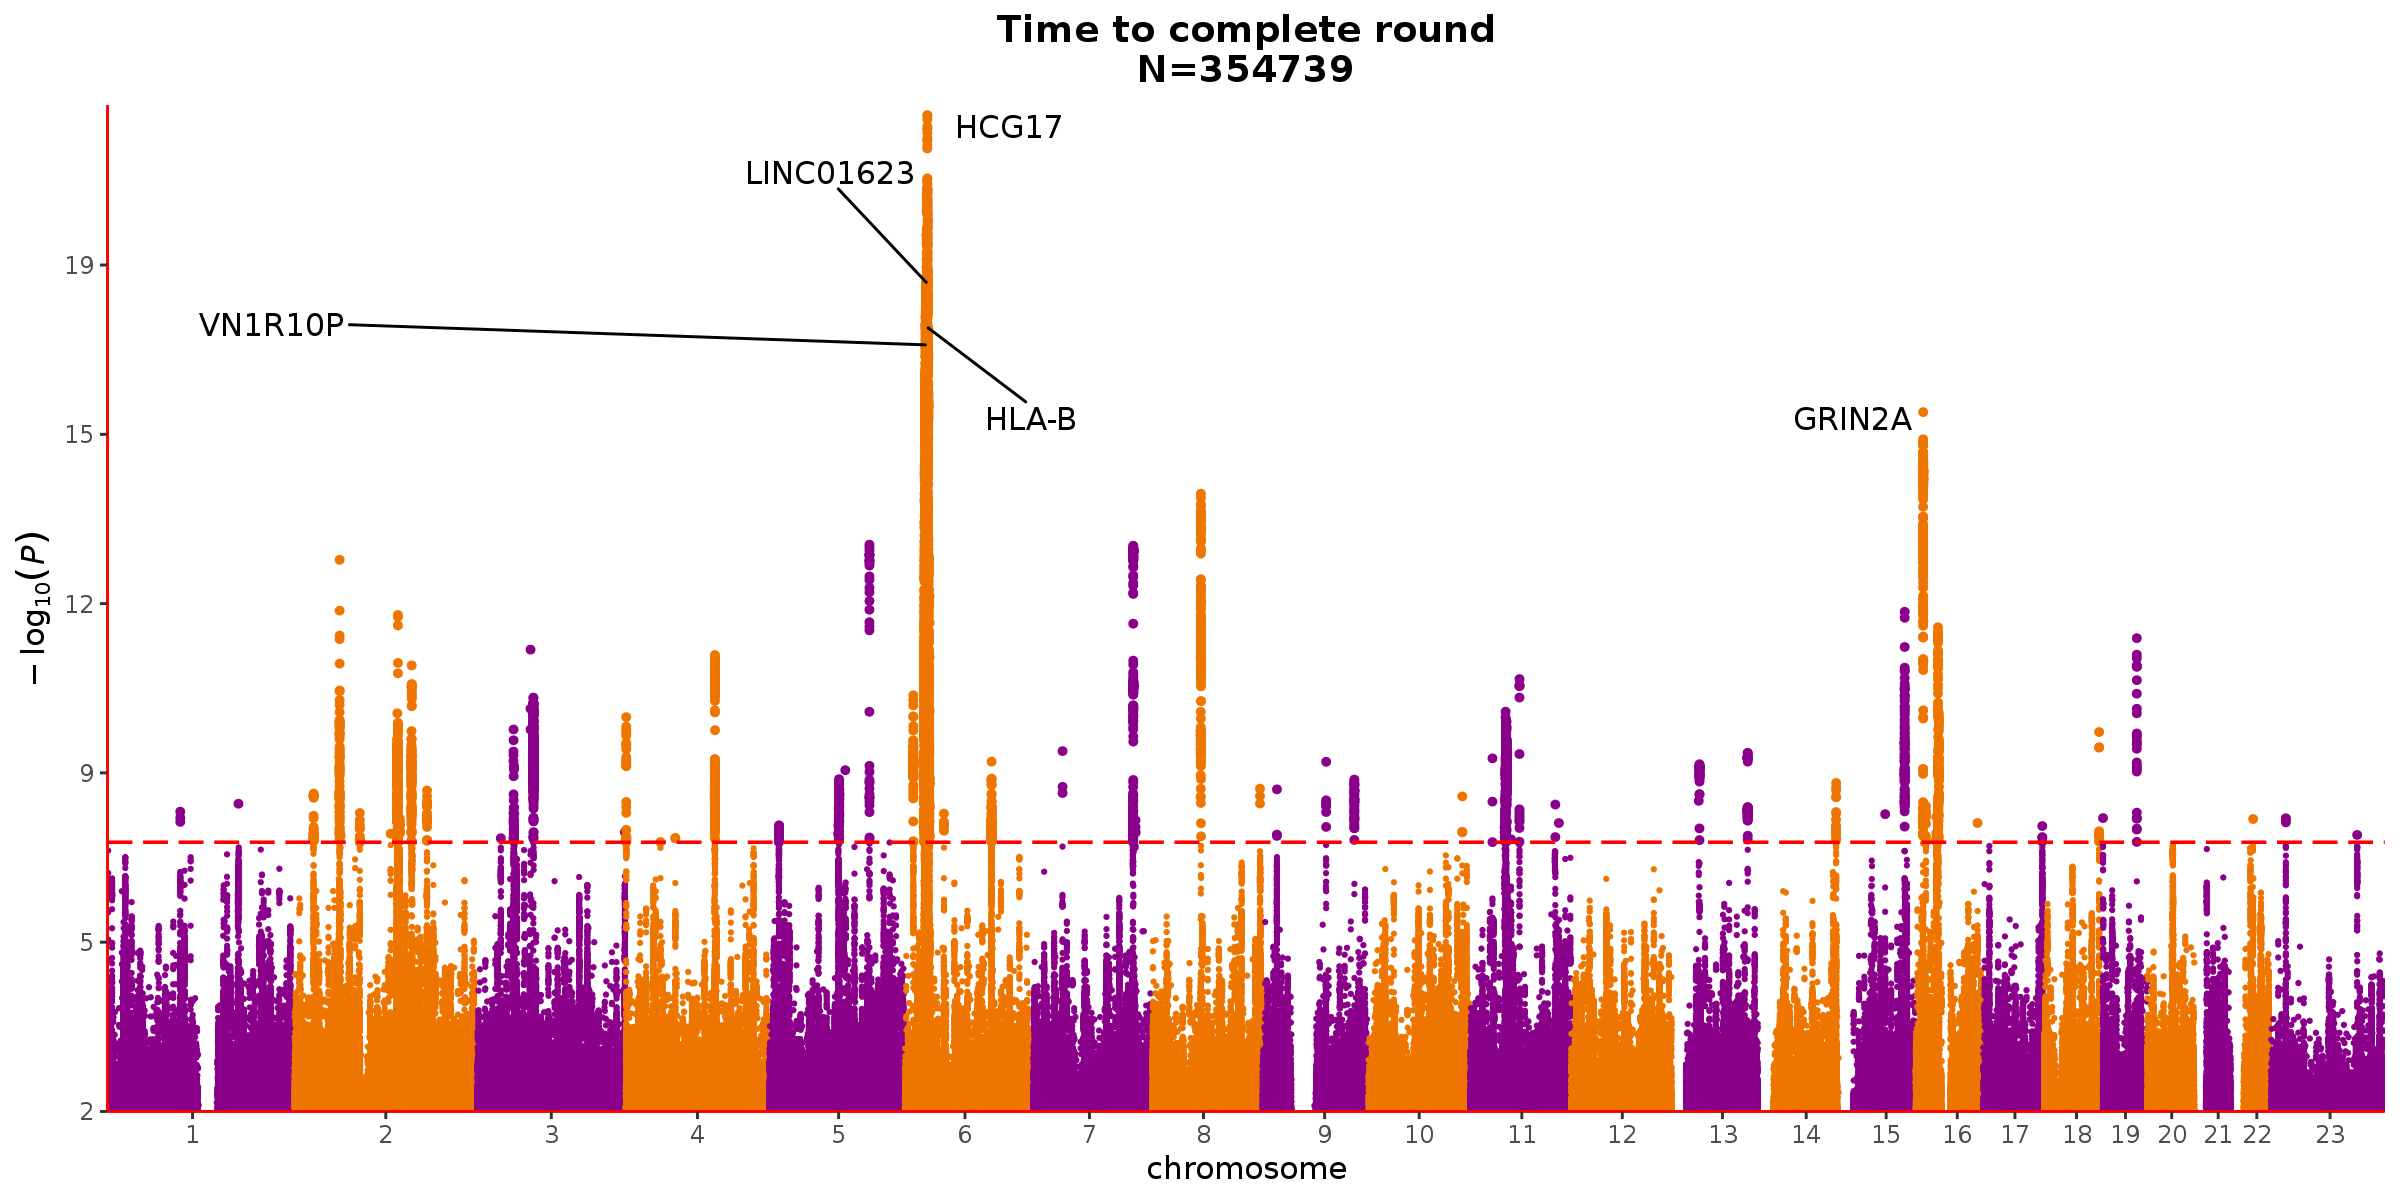 Time to complete round
N=354739
HCG17
LINC01623
VN1R10P
HLA-B
GRIN2A
19
15
12
9
5
2
− log10(P)
1 2 3 4 5 6 7 8 9 10 11 12 13 14 15 16 17 18 19 20 21 22 23
chromosome